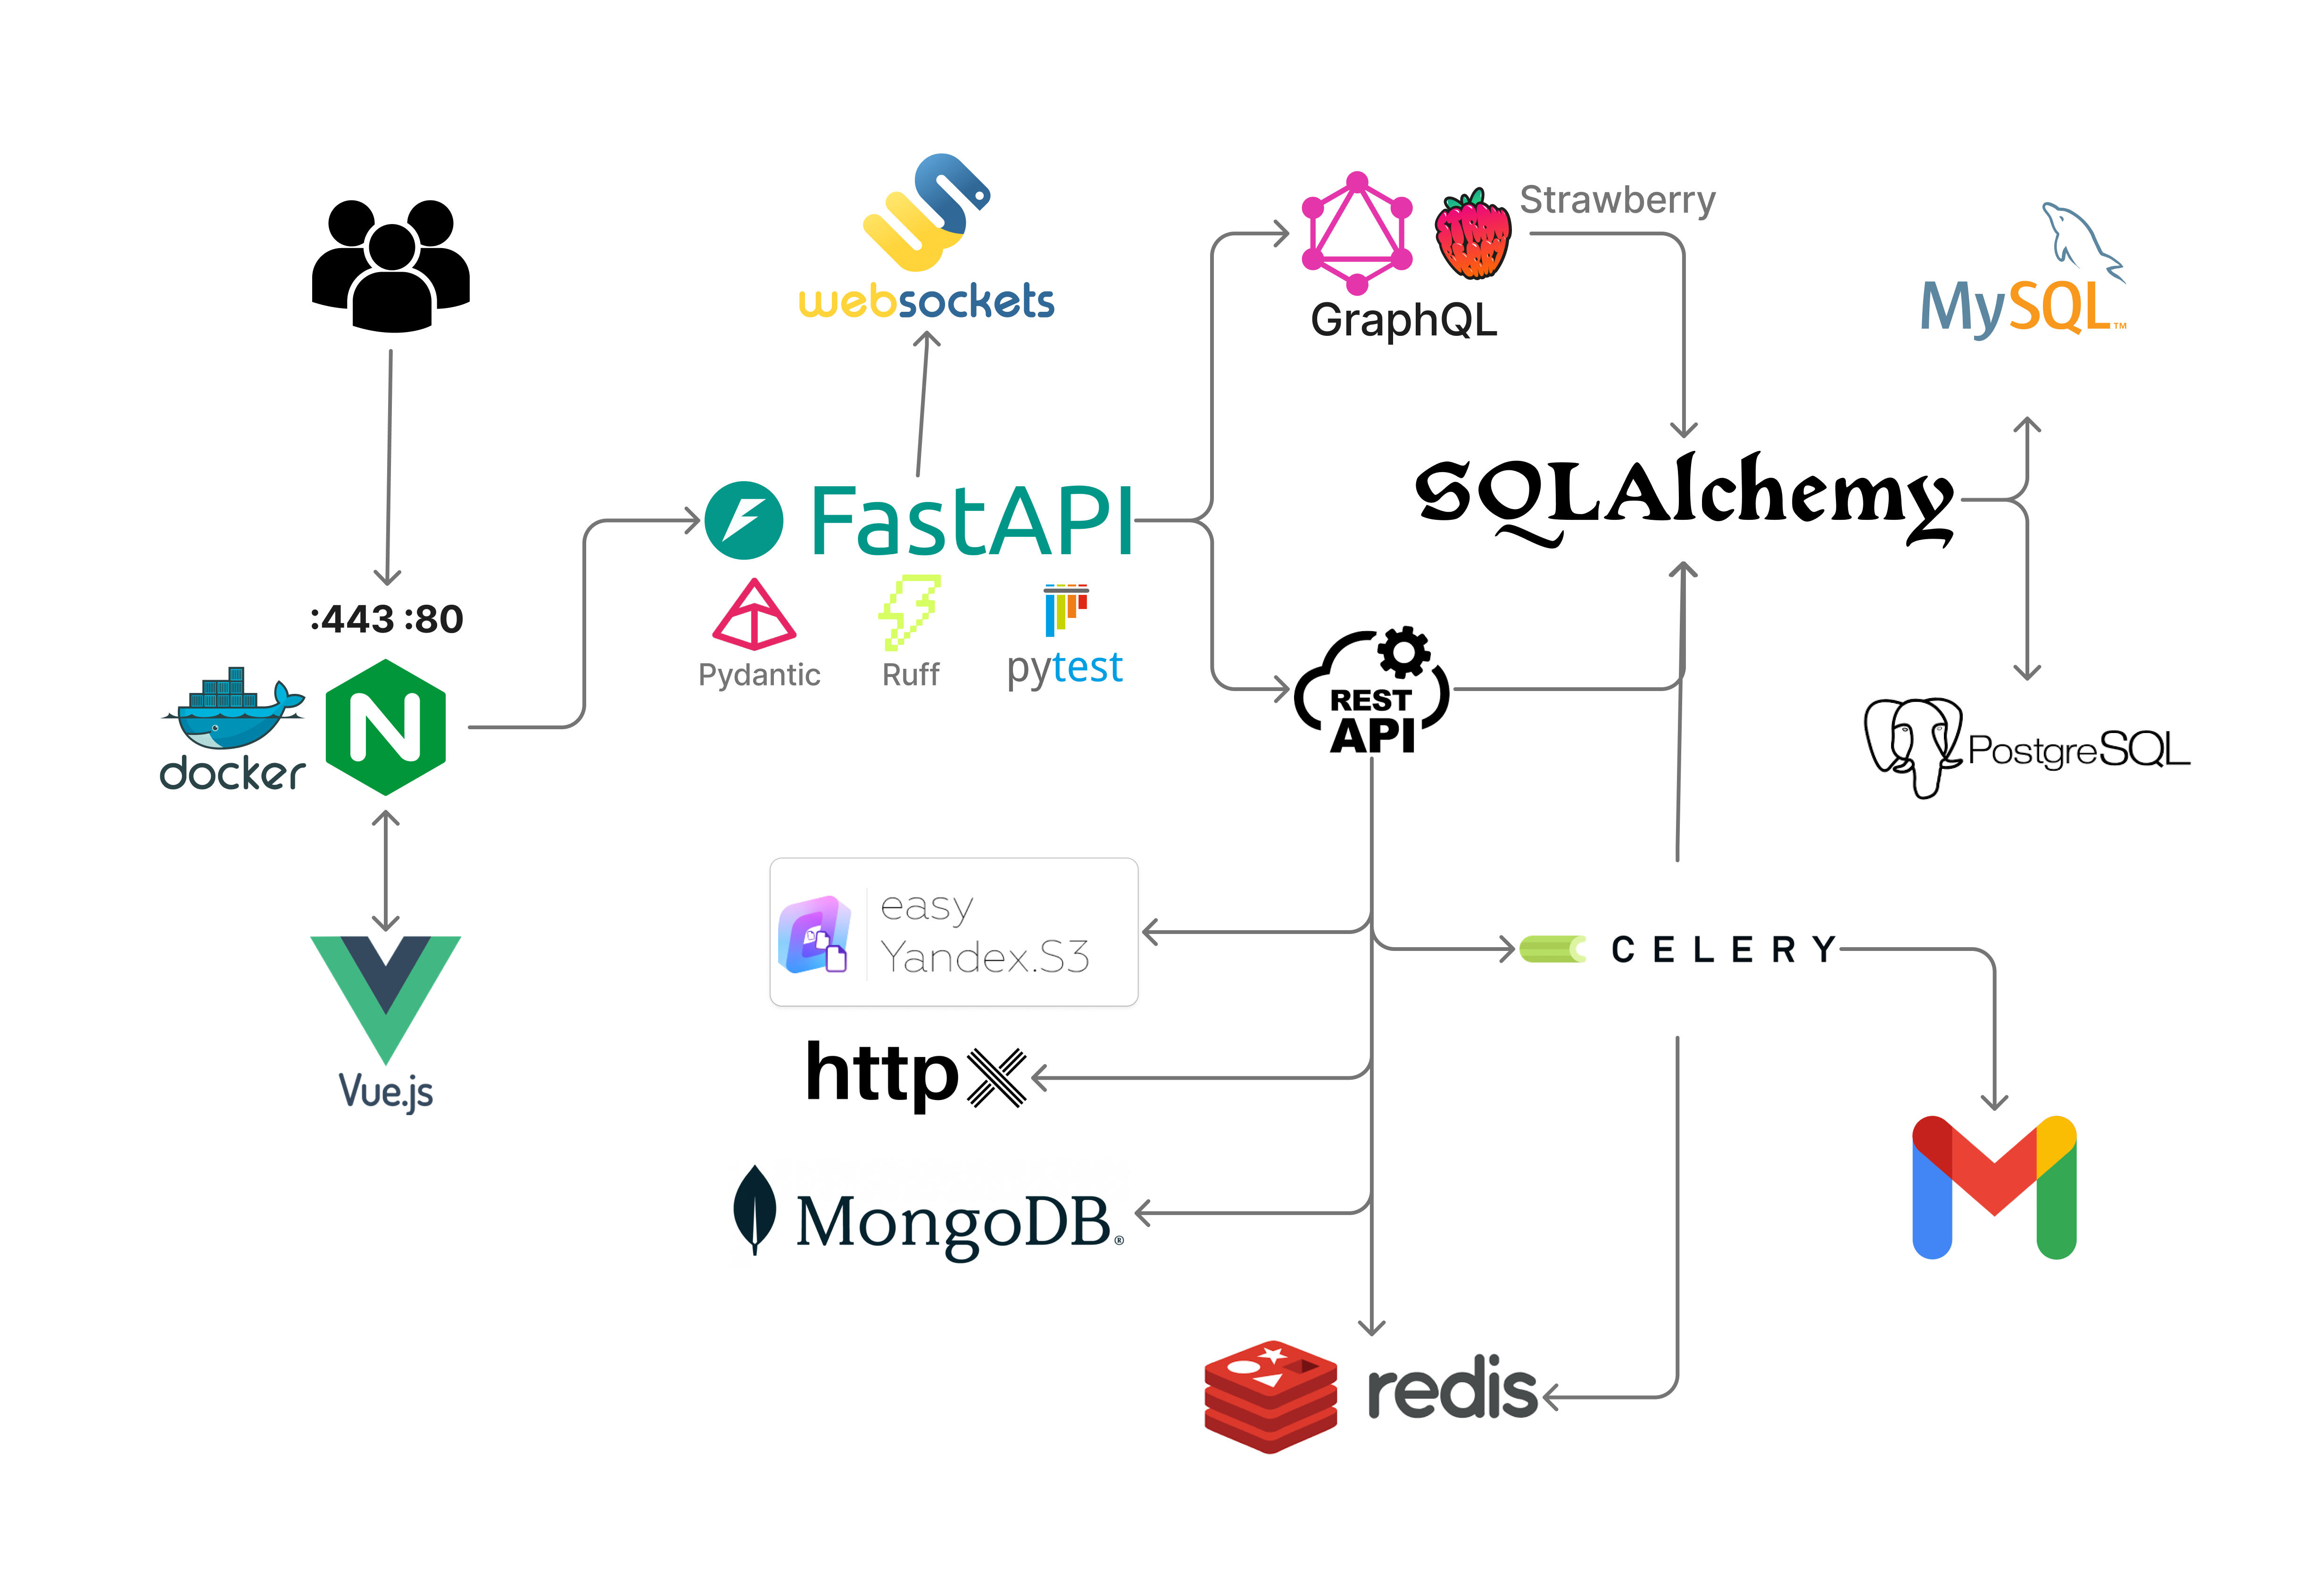 websockets
Strawberry
GraphQL
MySQL™
FastAPI
SQLAlchemy
:443 :80
Pydantic
Ruff
pytest
REST
API
docker
PostgreSQL
easy
Yandex.S3
CELERY
Vue.js
httpx
MongoDB®
redis